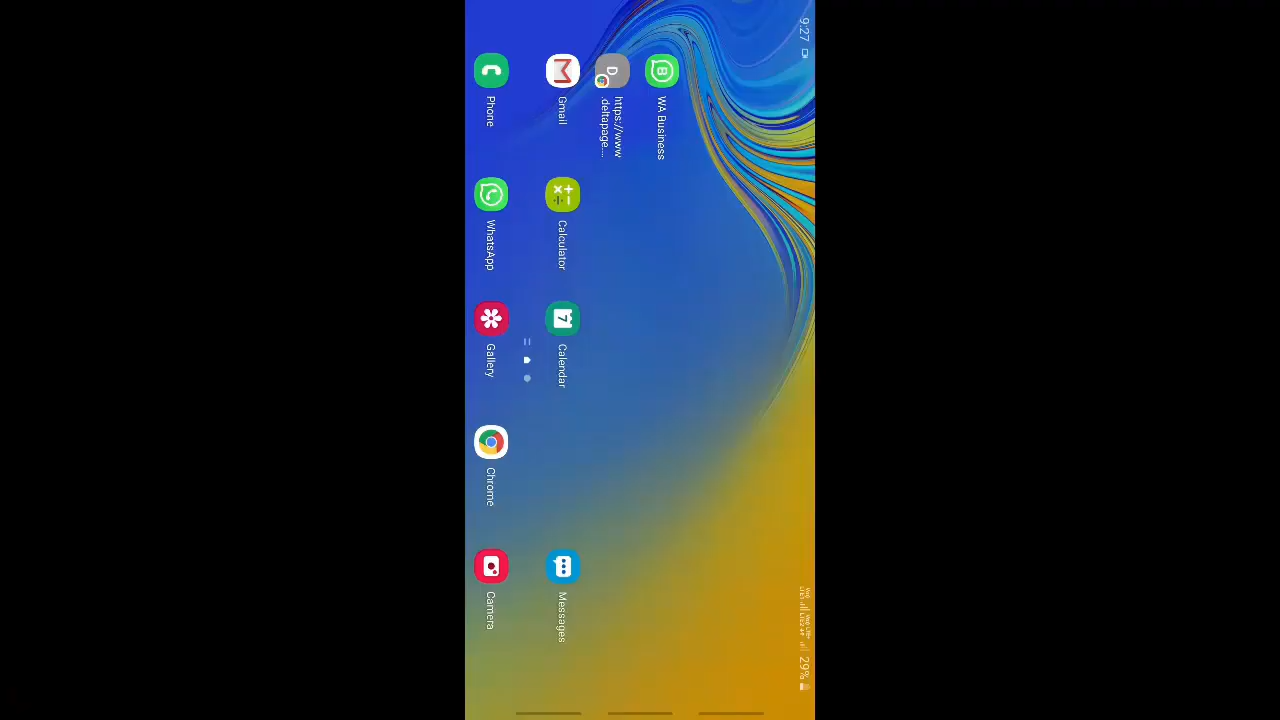 9:27
29%
WA Business
https://www
.deltapage....
Gmail
Calculator
Calendar
Messages
Phone
WhatsApp
Gallery
Chrome
Camera